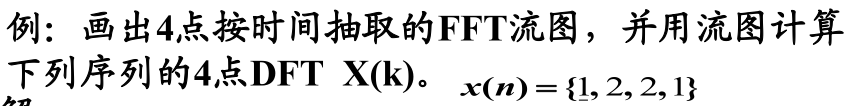 例：画出4点按时间抽取的FFT流图，并用流图计算
下列序列的4点DFT X(k)。 x(n) = {1, 2, 2, 1}